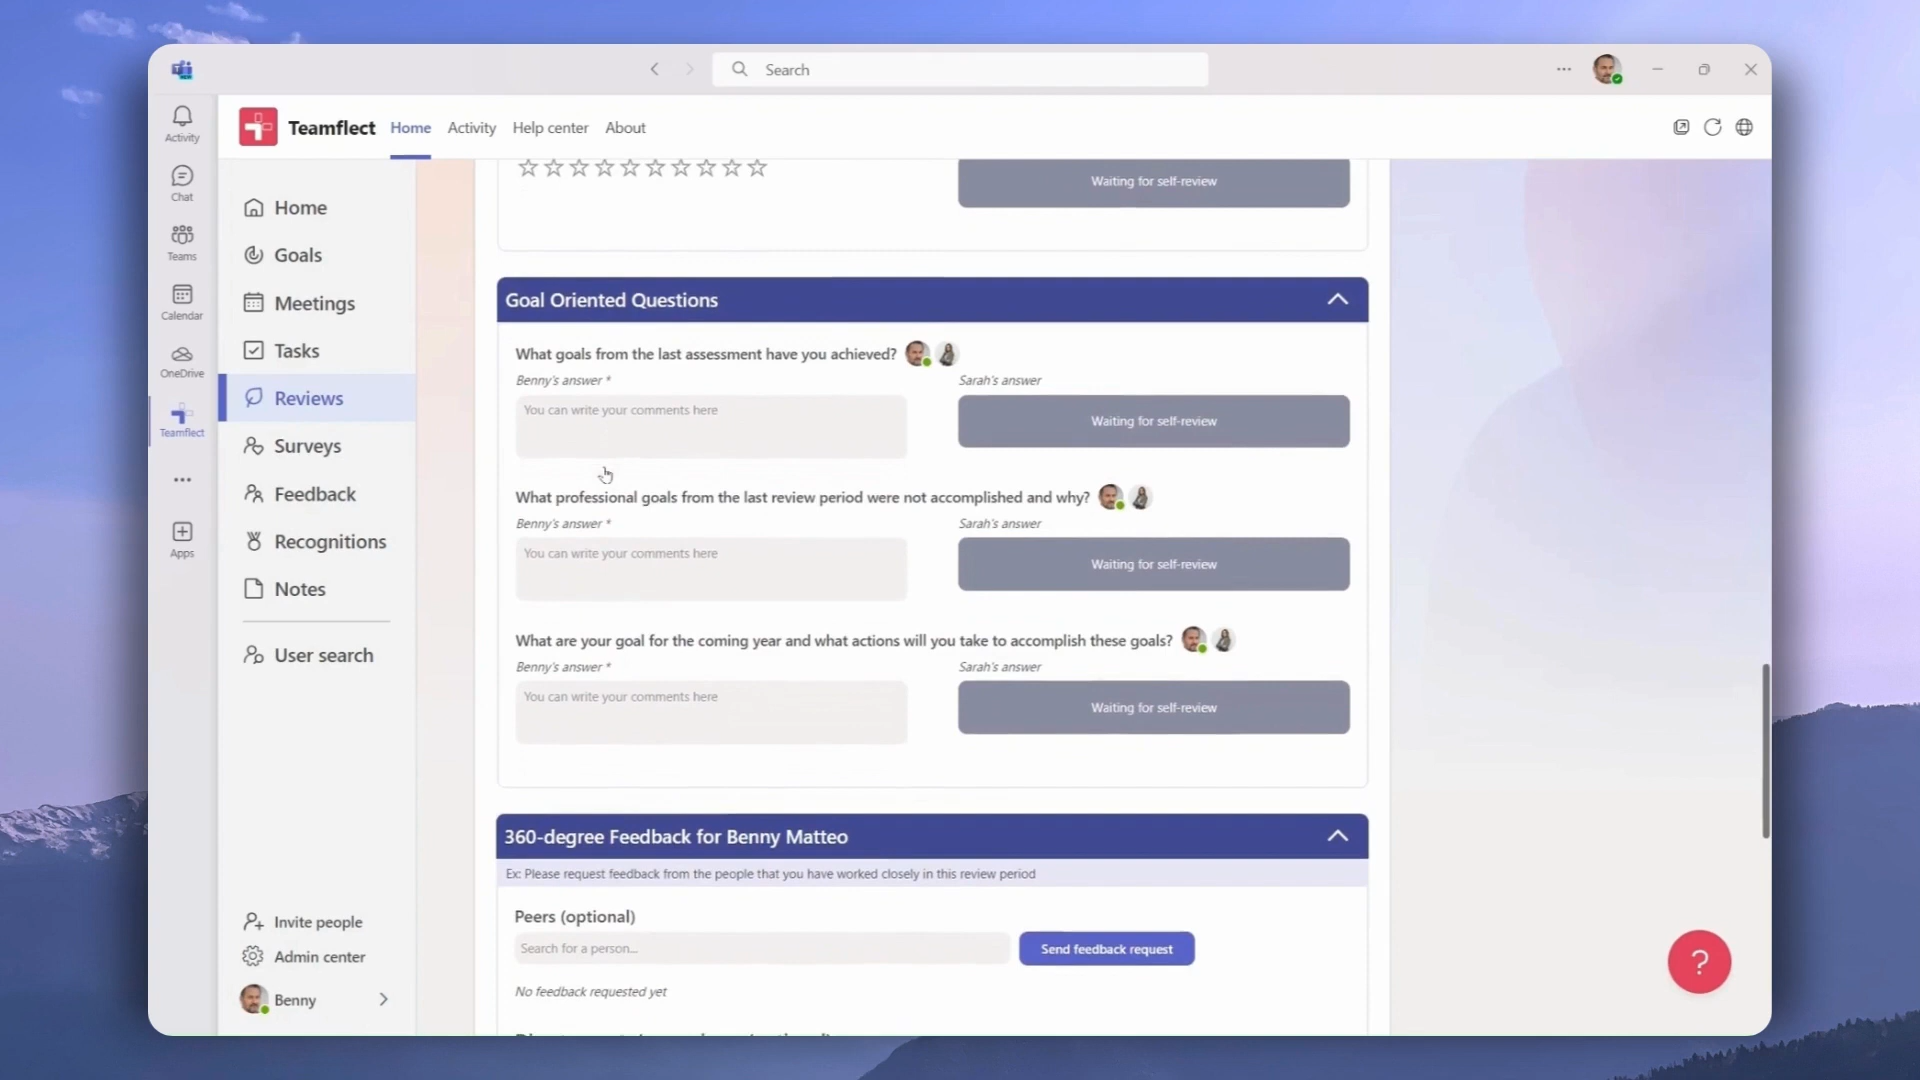 Search
Activity
Chat
Teams
Calendar
OneDrive
Teamflect
Apps
Teamflect
Home
Activity
Help center
About
Home
Goals
Meetings
Tasks
Reviews
Surveys
Feedback
Recognitions
Notes
User search
Invite people
Admin center
Benny
Waiting for self-review
Goal Oriented Questions
What goals from the last assessment have you achieved?
Benny's answer *
Sarah's answer
You can write your comments here
Waiting for self-review
What professional goals from the last review period were not accomplished and why?
Benny's answer *
Sarah's answer
You can write your comments here
Waiting for self-review
What are your goal for the coming year and what actions will you take to accomplish these goals?
Benny's answer *
Sarah's answer
You can write your comments here
Waiting for self-review
360-degree Feedback for Benny Matteo
Ex: Please request feedback from the people that you have worked closely in this review period
Peers (optional)
Search for a person...
Send feedback request
No feedback requested yet
?